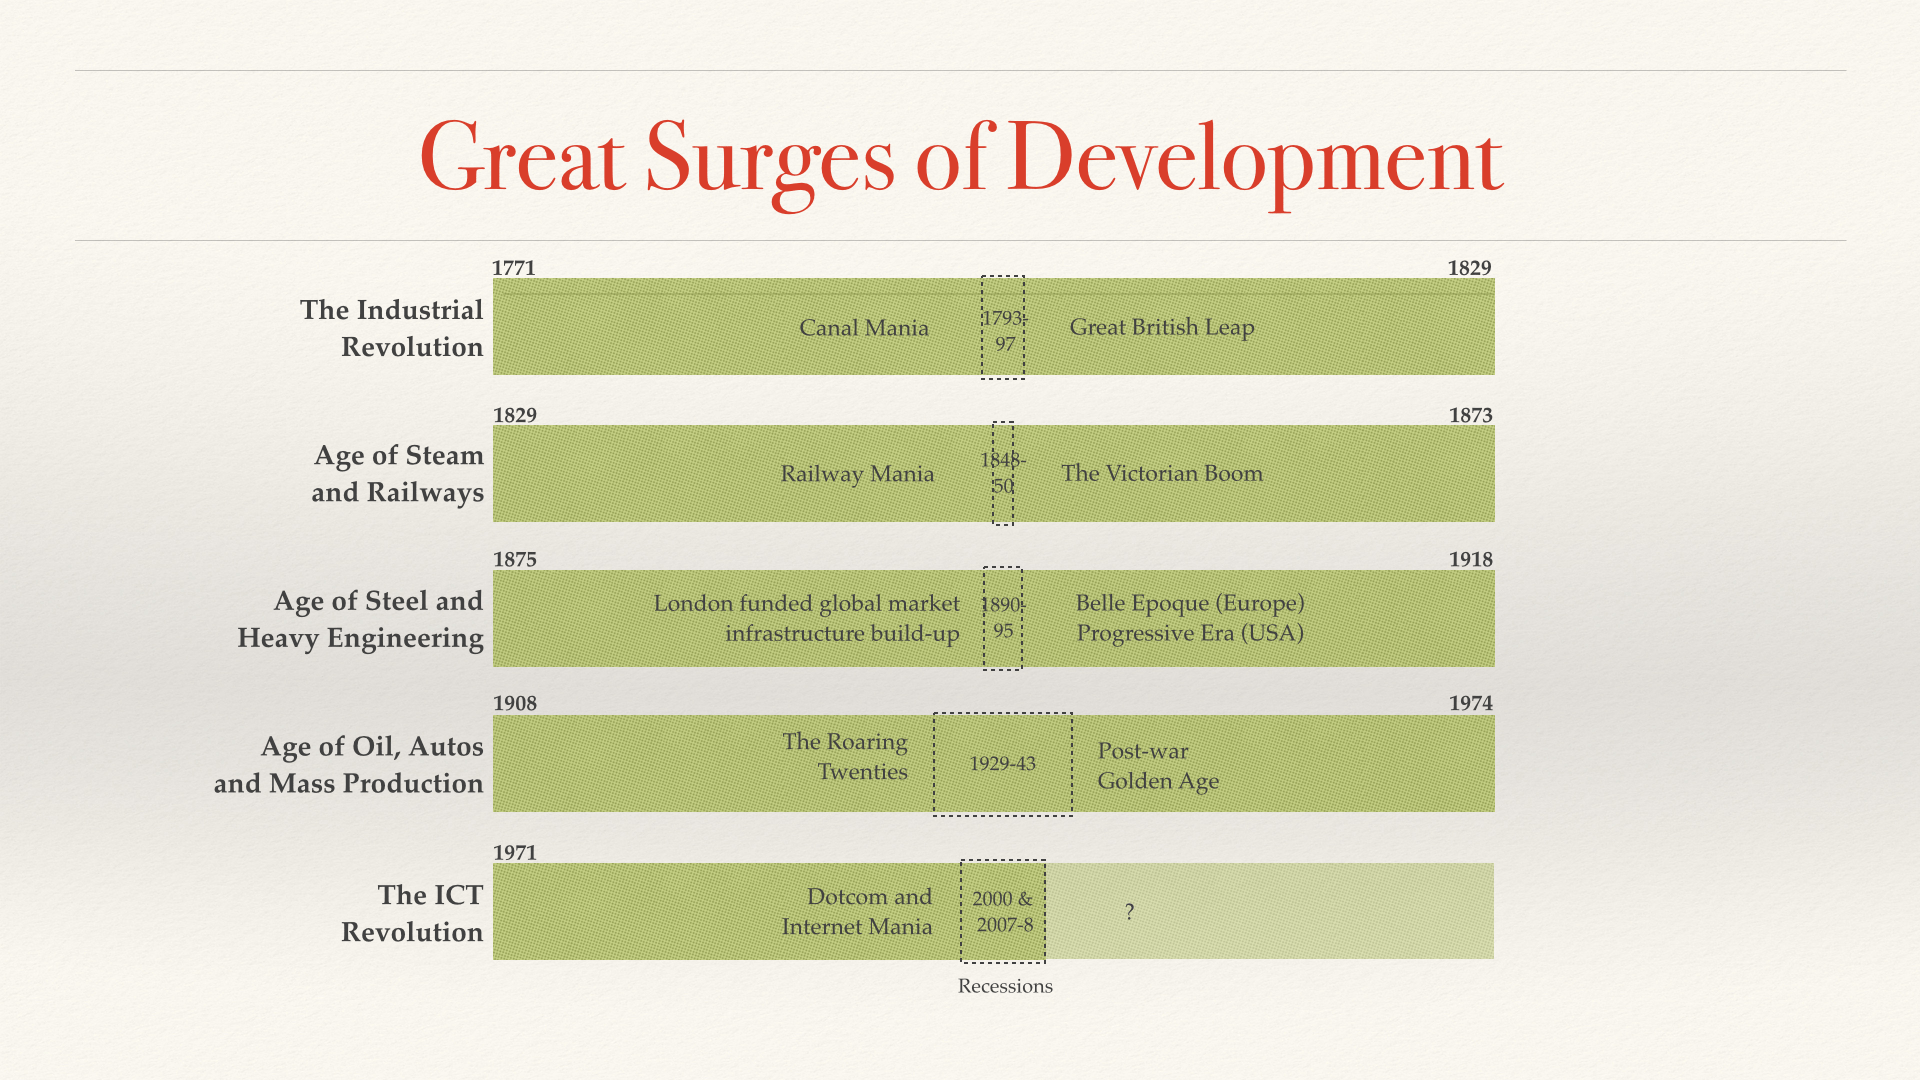 Great Surges of Development
1771
1829
The Industrial
Revolution
Canal Mania
1793-
97
Great British Leap
1829
1873
Age of Steam
and Railways
Railway Mania
1848-
50
The Victorian Boom
1875
1918
Age of Steel and
Heavy Engineering
London funded global market
infrastructure build-up
1890-
95
Belle Epoque (Europe)
Progressive Era (USA)
1908
1974
Age of Oil, Autos
and Mass Production
The Roaring
Twenties
1929-43
Post-war
Golden Age
1971
The ICT
Revolution
Dotcom and
Internet Mania
2000 &
2007-8
?
Recessions